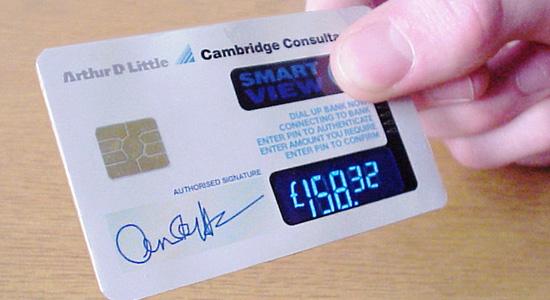 Arthur D Little
Cambridge Consulta
SMART
VIEW
DIAL UP BANK NOW
CONNECTING TO BANK
ENTER PIN TO AUTHENTICATE
ENTER AMOUNT YOU REQUIRE
ENTER PIN TO CONFIRM
AUTHORISED SIGNATURE
£158.32